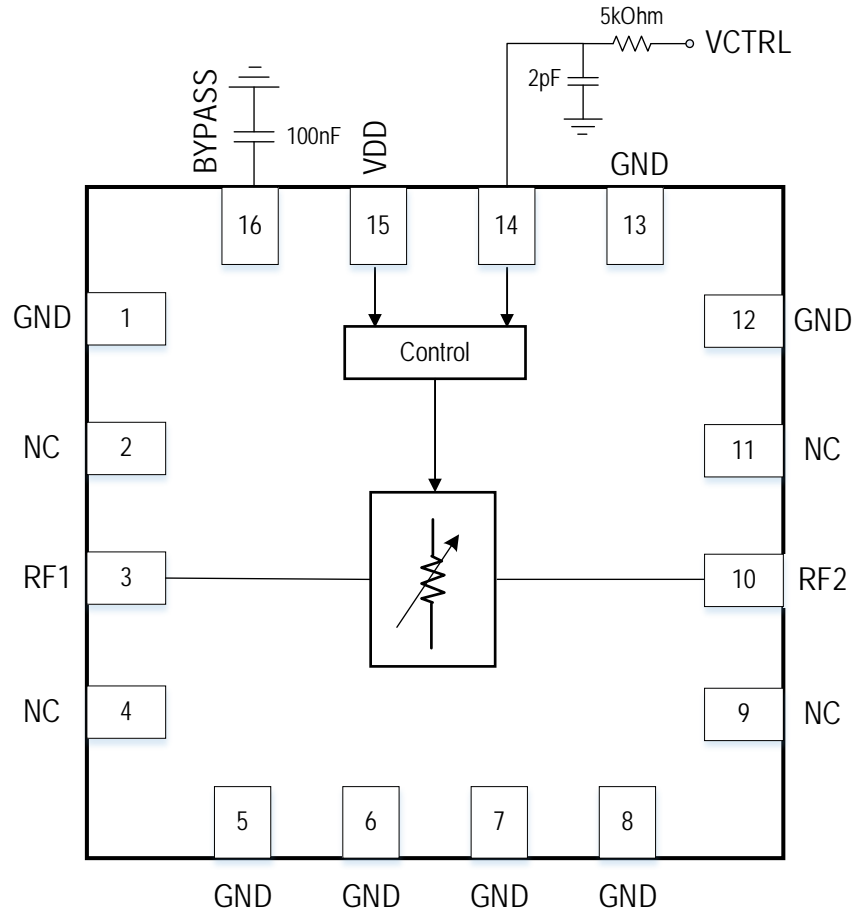 5kOhm
VCTRL
2pF
BYPASS
100nF
VDD
GND
16
15
14
13
GND
1
12
GND
Control
NC
2
11
NC
RF1
3
10
RF2
NC
4
9
NC
5
6
7
8
GND
GND
GND
GND